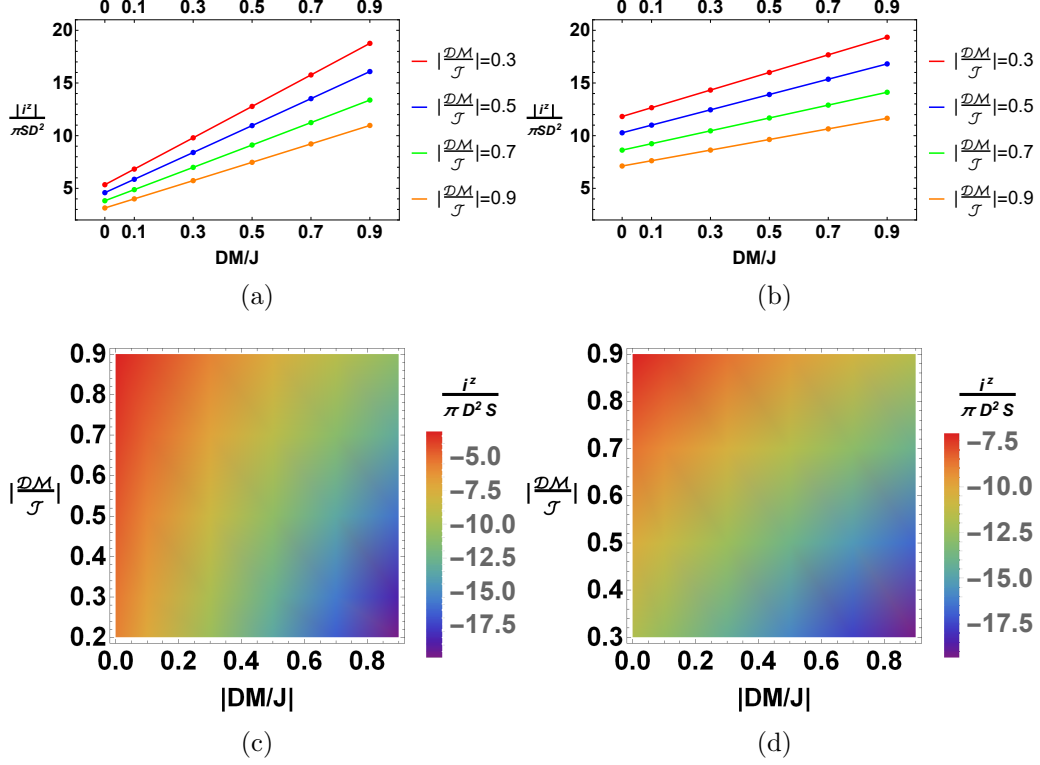 0 0.1 0.3 0.5 0.7 0.9
20
15
10
5
|i^z|/πSD²
0 0.1 0.3 0.5 0.7 0.9
DM/J
|𝒟ℳ/𝒥|=0.3
|𝒟ℳ/𝒥|=0.5
|𝒟ℳ/𝒥|=0.7
|𝒟ℳ/𝒥|=0.9
(a)
0 0.1 0.3 0.5 0.7 0.9
20
15
10
5
|i^z|/πSD²
0 0.1 0.3 0.5 0.7 0.9
DM/J
|𝒟ℳ/𝒥|=0.3
|𝒟ℳ/𝒥|=0.5
|𝒟ℳ/𝒥|=0.7
|𝒟ℳ/𝒥|=0.9
(b)
0.9
0.8
0.7
0.6
0.5
0.4
0.3
0.2
|𝒟ℳ/𝒥|
0.0 0.2 0.4 0.6 0.8
|DM/J|
i^z/π D² S
−5.0
−7.5
−10.0
−12.5
−15.0
−17.5
(c)
0.9
0.8
0.7
0.6
0.5
0.4
0.3
|𝒟ℳ/𝒥|
0.0 0.2 0.4 0.6 0.8
|DM/J|
i^z/π D² S
−7.5
−10.0
−12.5
−15.0
−17.5
(d)